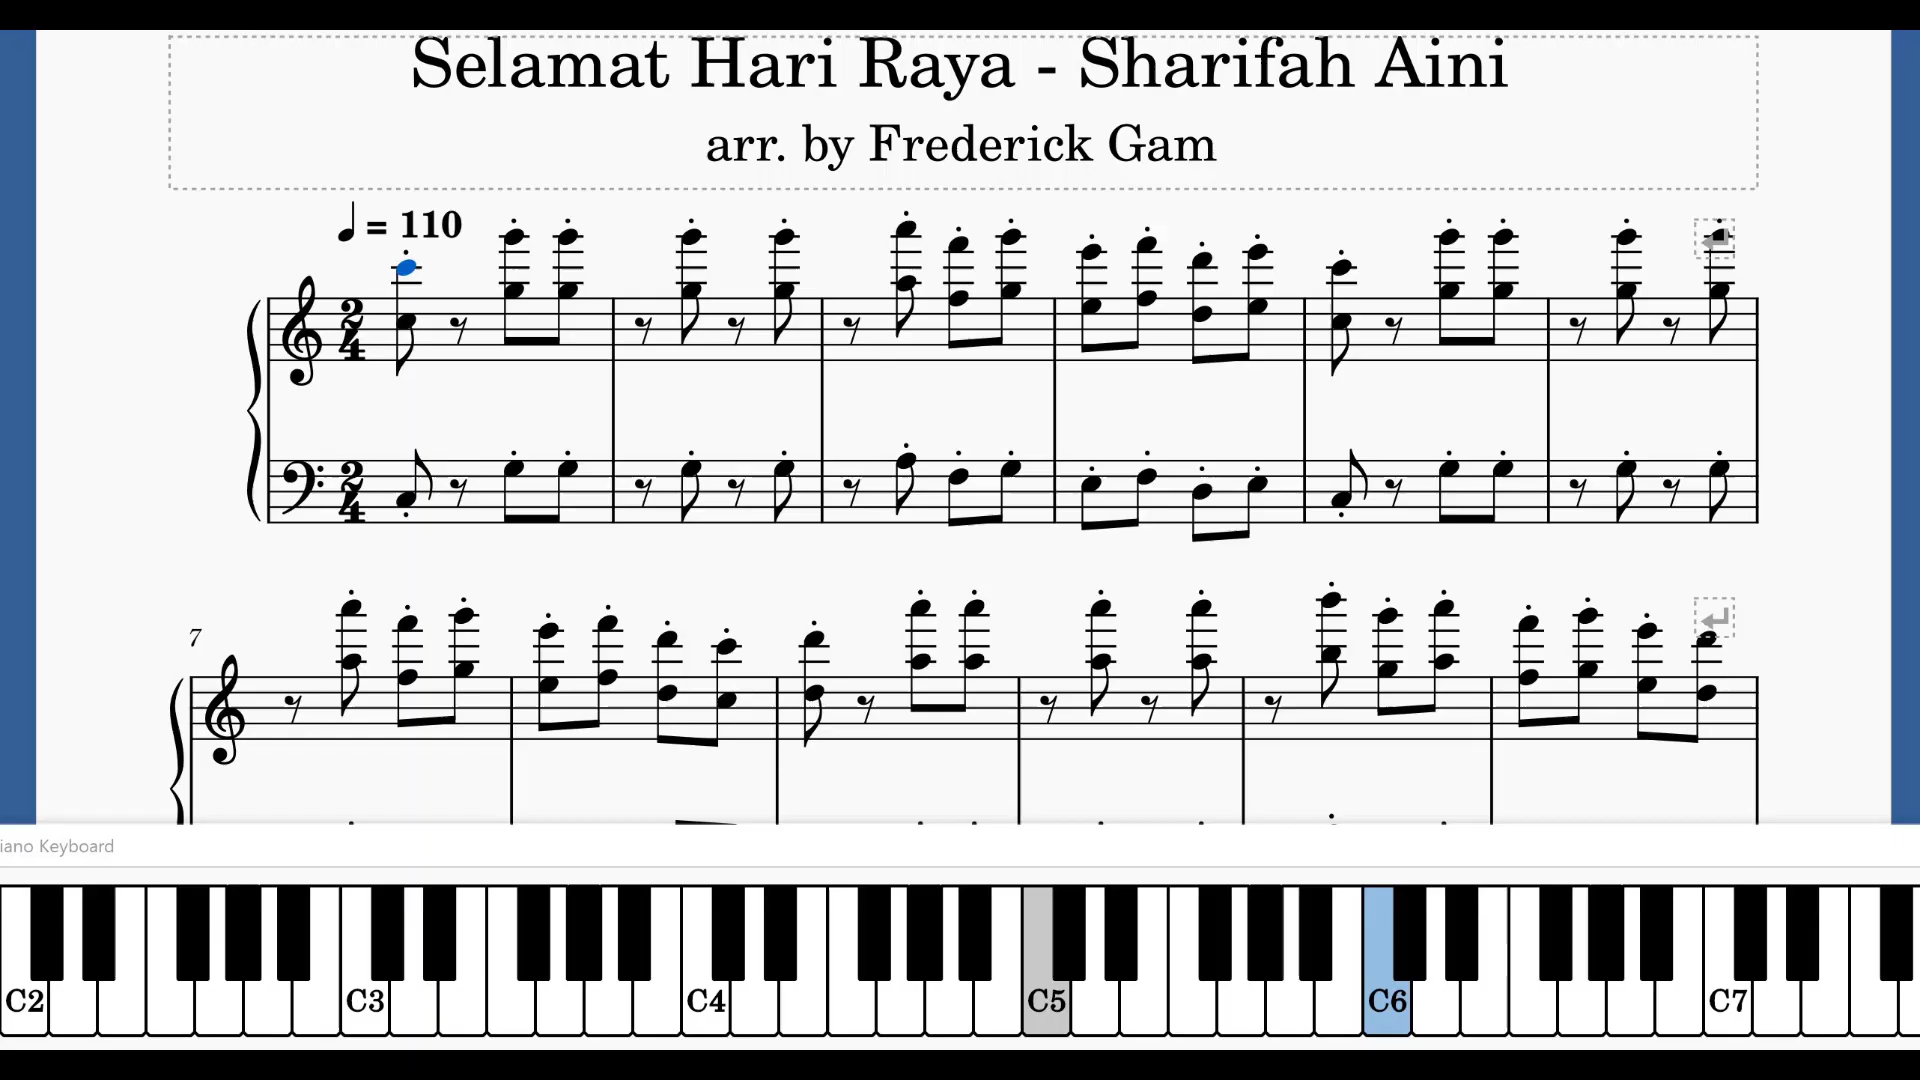 Selamat Hari Raya - Sharifah Aini
arr. by Frederick Gam
= 110
2 4
2 4
7
iano Keyboard
C2 C3 C4 C5 C6 C7